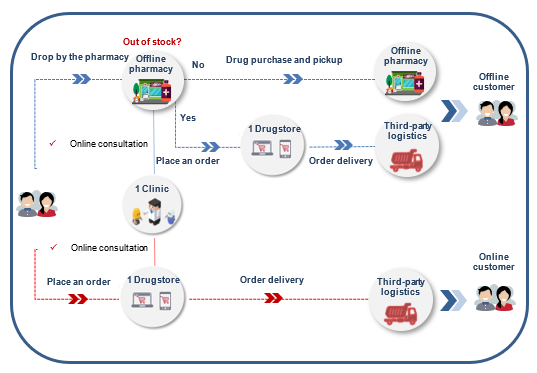 Out of stock?
Drop by the pharmacy
Offline
pharmacy
No
Drug purchase and pickup
Offline
pharmacy
Offline
customer
Yes
1 Drugstore
Third-party
logistics
✓ Online consultation
Place an order
Order delivery
1 Clinic
✓ Online consultation
Online
customer
Place an order
1 Drugstore
Order delivery
Third-party
logistics